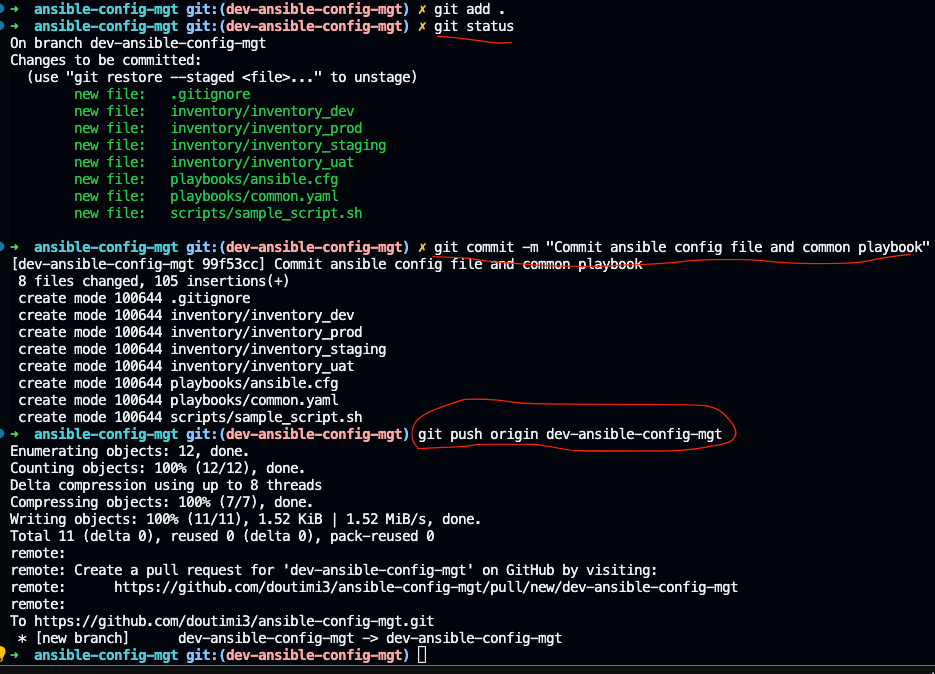 ➜  ansible-config-mgt git:(dev-ansible-config-mgt) ✗ git add .
➜  ansible-config-mgt git:(dev-ansible-config-mgt) ✗ git status
On branch dev-ansible-config-mgt
Changes to be committed:
  (use "git restore --staged <file>..." to unstage)
        new file:   .gitignore
        new file:   inventory/inventory_dev
        new file:   inventory/inventory_prod
        new file:   inventory/inventory_staging
        new file:   inventory/inventory_uat
        new file:   playbooks/ansible.cfg
        new file:   playbooks/common.yaml
        new file:   scripts/sample_script.sh
➜  ansible-config-mgt git:(dev-ansible-config-mgt) ✗ git commit -m "Commit ansible config file and common playbook"
[dev-ansible-config-mgt 99f53cc] Commit ansible config file and common playbook
 8 files changed, 105 insertions(+)
 create mode 100644 .gitignore
 create mode 100644 inventory/inventory_dev
 create mode 100644 inventory/inventory_prod
 create mode 100644 inventory/inventory_staging
 create mode 100644 inventory/inventory_uat
 create mode 100644 playbooks/ansible.cfg
 create mode 100644 playbooks/common.yaml
 create mode 100644 scripts/sample_script.sh
➜  ansible-config-mgt git:(dev-ansible-config-mgt) git push origin dev-ansible-config-mgt
Enumerating objects: 12, done.
Counting objects: 100% (12/12), done.
Delta compression using up to 8 threads
Compressing objects: 100% (7/7), done.
Writing objects: 100% (11/11), 1.52 KiB | 1.52 MiB/s, done.
Total 11 (delta 0), reused 0 (delta 0), pack-reused 0
remote:
remote: Create a pull request for 'dev-ansible-config-mgt' on GitHub by visiting:
remote:      https://github.com/doutimi3/ansible-config-mgt/pull/new/dev-ansible-config-mgt
remote:
To https://github.com/doutimi3/ansible-config-mgt.git
 * [new branch]      dev-ansible-config-mgt -> dev-ansible-config-mgt
➜  ansible-config-mgt git:(dev-ansible-config-mgt)